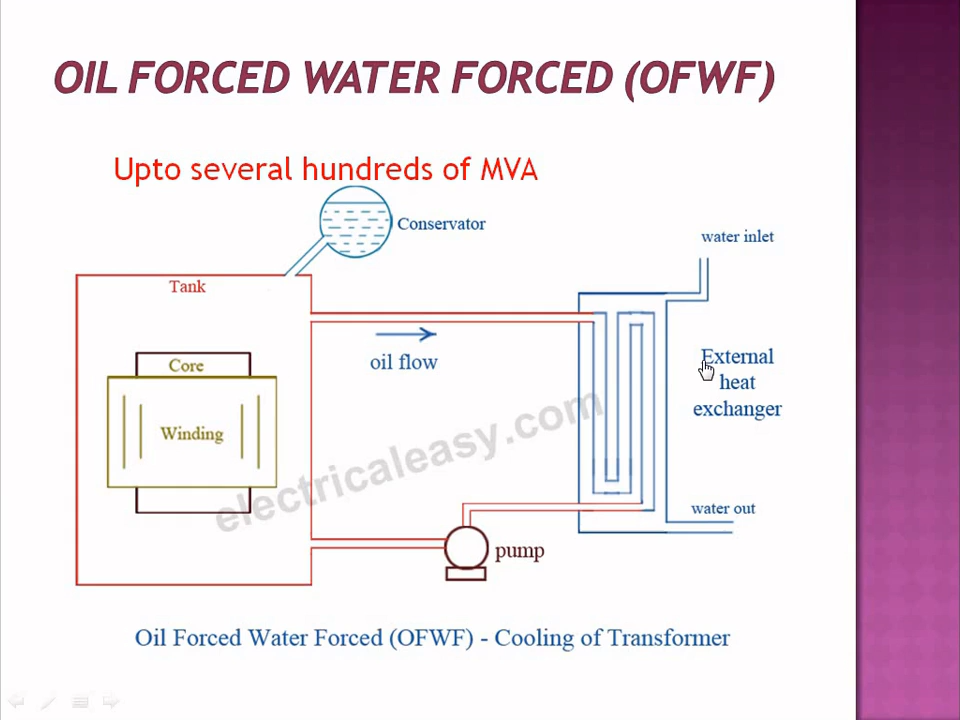 OIL FORCED WATER FORCED (OFWF)
Upto several hundreds of MVA
Conservator
water inlet
Tank
oil flow
External
heat
exchanger
Core
Winding
electricaleasy.com
water out
pump
Oil Forced Water Forced (OFWF) - Cooling of Transformer